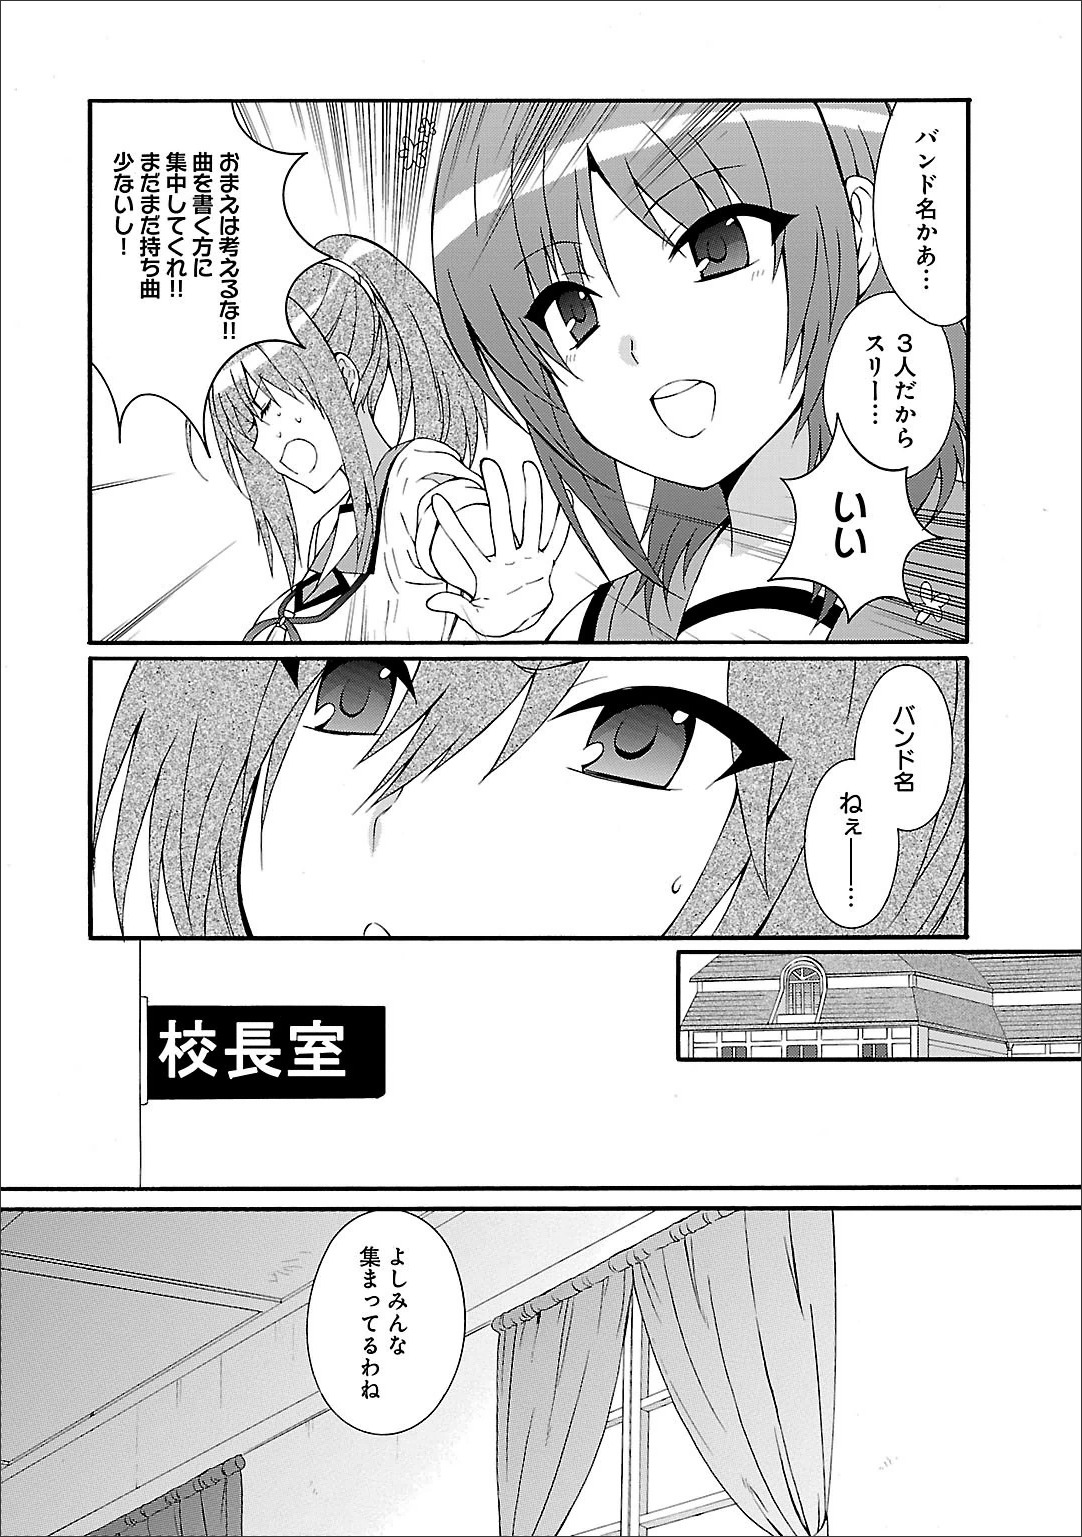 バンド名かあ…
3人だから
スリー…
いい
おまえは考えるな!!
曲を書く方に
集中してくれ!!
まだまだ持ち曲
少ないし！
バンド名
ねぇ――…
校長室
よしみんな
集まってるわね